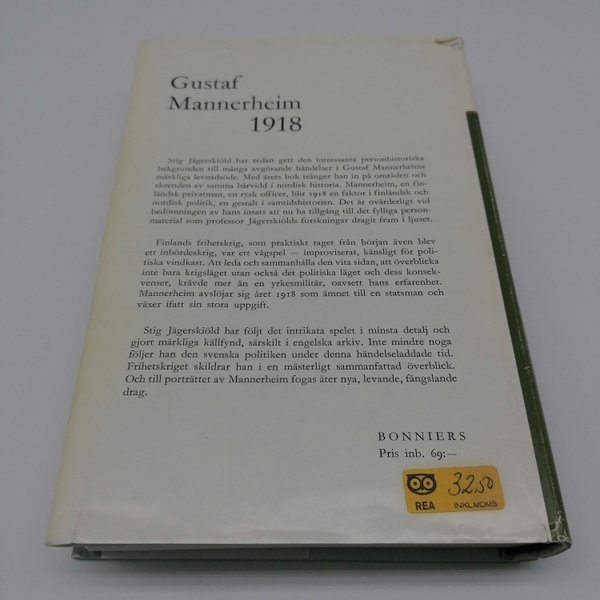 Gustaf
Mannerheim
1918
Stig Jägerskiöld har redan gett den intressanta personhistoriska
bakgrunden till många avgörande händelser i Gustaf Mannerheims
märkliga levnadsöde. Med årets bok tränger han in på områden och
skeenden av samma bärvidd i nordisk historia. Mannerheim, en fin-
ländsk privatman, en rysk officer, blir 1918 en faktor i finländsk och
nordisk politik, en gestalt i samtidshistorien. Det är ovärderligt vid
bedömningen av hans insats att nu ha tillgång till det fylliga person-
material som professor Jägerskiölds forskningar dragit fram i ljuset.
Finlands frihetskrig, som praktiskt taget från början även blev
ett inbördeskrig, var ett vågspel — improviserat, känsligt för poli-
tiska vindkast. Att leda och sammanhålla den vita sidan, att överblicka
inte bara krigsläget utan också det politiska läget och dess konsek-
venser, krävde mer än en yrkesmilitär, oavsett hans erfarenhet.
Mannerheim avslöjar sig året 1918 som ämnet till en statsman och
växer ifatt sin stora uppgift.
Stig Jägerskiöld har följt det intrikata spelet i minsta detalj och
gjort märkliga källfynd, särskilt i engelska arkiv. Inte mindre noga
följer han den svenska politiken under denna händelseladdade tid.
Frihetskriget skildrar han i en mästerligt sammanfattad överblick.
Och till porträttet av Mannerheim fogas åter nya, levande, fängslande
drag.
BONNIERS
Pris inb. 69:—
32,50
REA INKL.MOMS